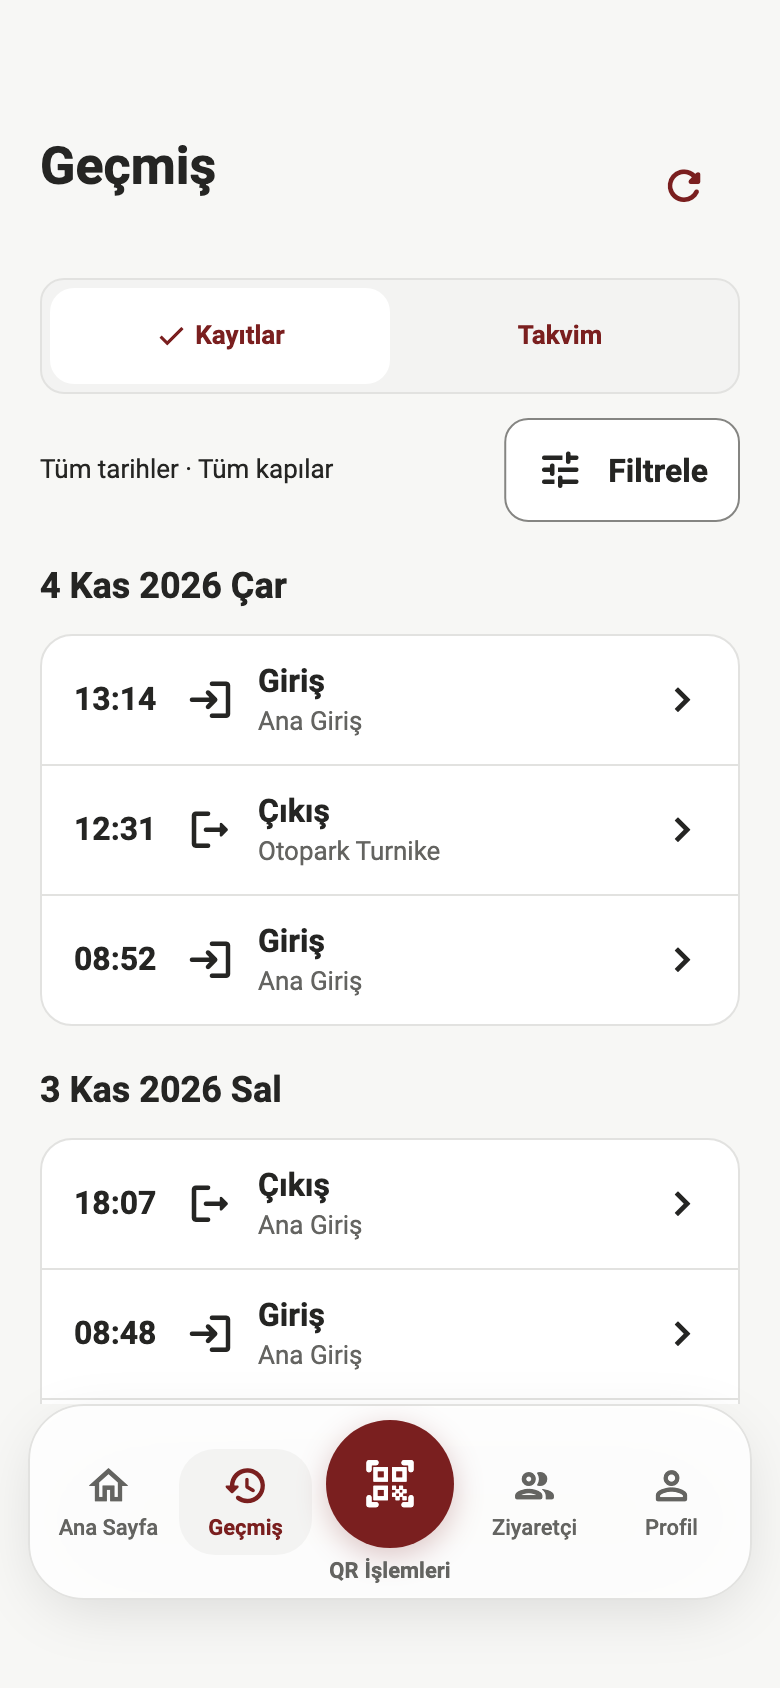 Geçmiş
Kayıtlar
Takvim
Tüm tarihler · Tüm kapılar
Filtrele
4 Kas 2026 Çar
13:14
Giriş
Ana Giriş
12:31
Çıkış
Otopark Turnike
08:52
Giriş
Ana Giriş
3 Kas 2026 Sal
18:07
Çıkış
Ana Giriş
08:48
Giriş
Ana Giriş
Ana Sayfa
Geçmiş
QR İşlemleri
Ziyaretçi
Profil